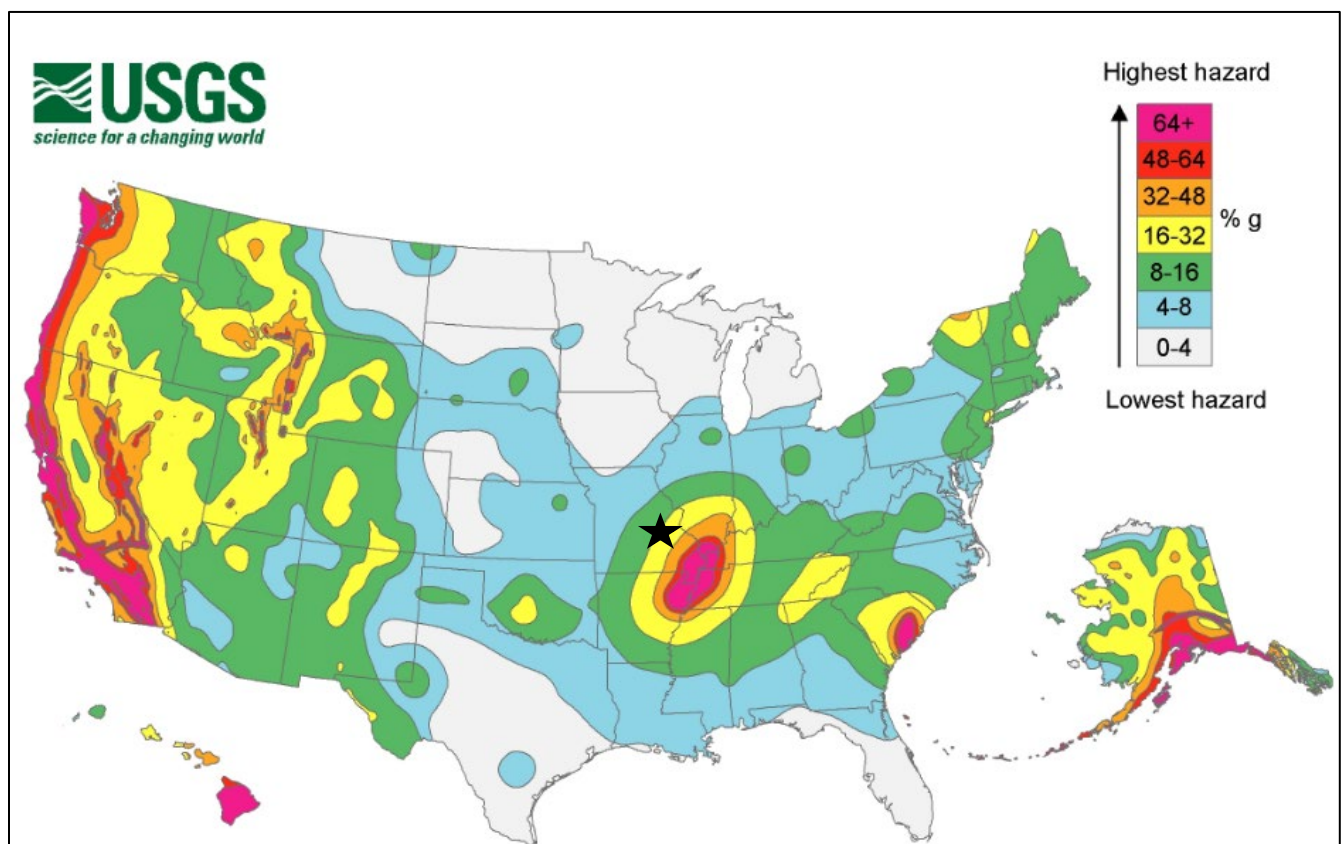 USGS
science for a changing world
Highest hazard
64+
48-64
32-48
16-32
8-16
4-8
0-4
% g
Lowest hazard